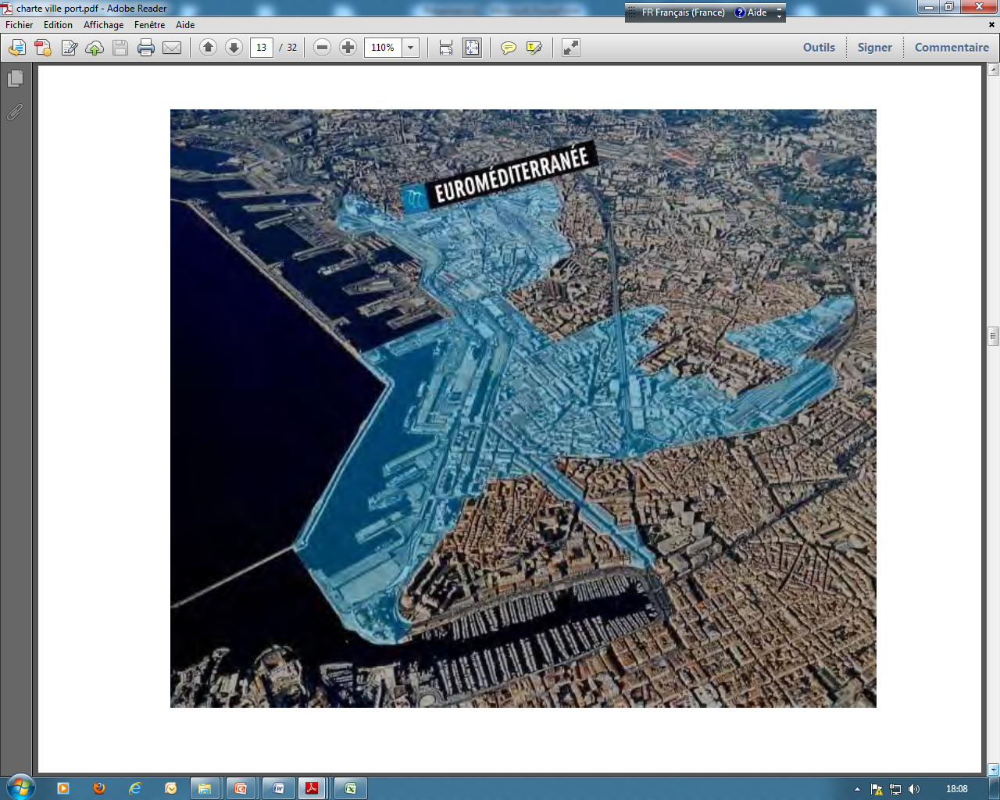 charte ville port.pdf - Adobe Reader
FR Français (France)
Aide
Fichier Edition Affichage Fenêtre Aide
13 / 32
110%
Outils Signer Commentaire
EUROMÉDITERRANÉE
18:08